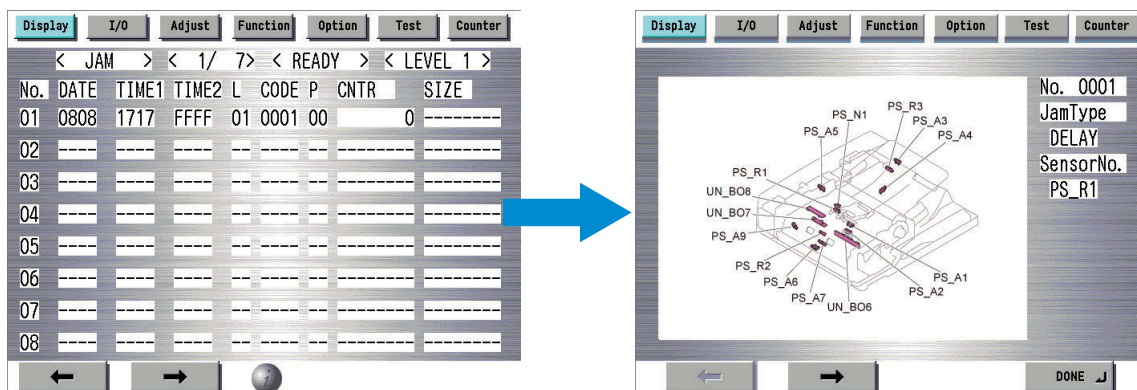 Display I/O Adjust Function Option Test Counter
< JAM > < 1/ 7> < READY > < LEVEL 1 >
No. DATE TIME1 TIME2 L CODE P CNTR SIZE
01 0808 1717 FFFF 01 0001 00 0 --------
02 ---- ---- ---- -- ---- -- -------- --------
03 ---- ---- ---- -- ---- -- -------- --------
04 ---- ---- ---- -- ---- -- -------- --------
05 ---- ---- ---- -- ---- -- -------- --------
06 ---- ---- ---- -- ---- -- -------- --------
07 ---- ---- ---- -- ---- -- -------- --------
08 ---- ---- ---- -- ---- -- -------- --------
Display I/O Adjust Function Option Test Counter
No. 0001
JamType
DELAY
SensorNo.
PS_R1
PS_R3
PS_N1
PS_A3
PS_A5
PS_A4
PS_R1
UN_BO8
UN_BO7
PS_A9
PS_R2
PS_A6
PS_A7
UN_BO6
PS_A2
PS_A1
DONE